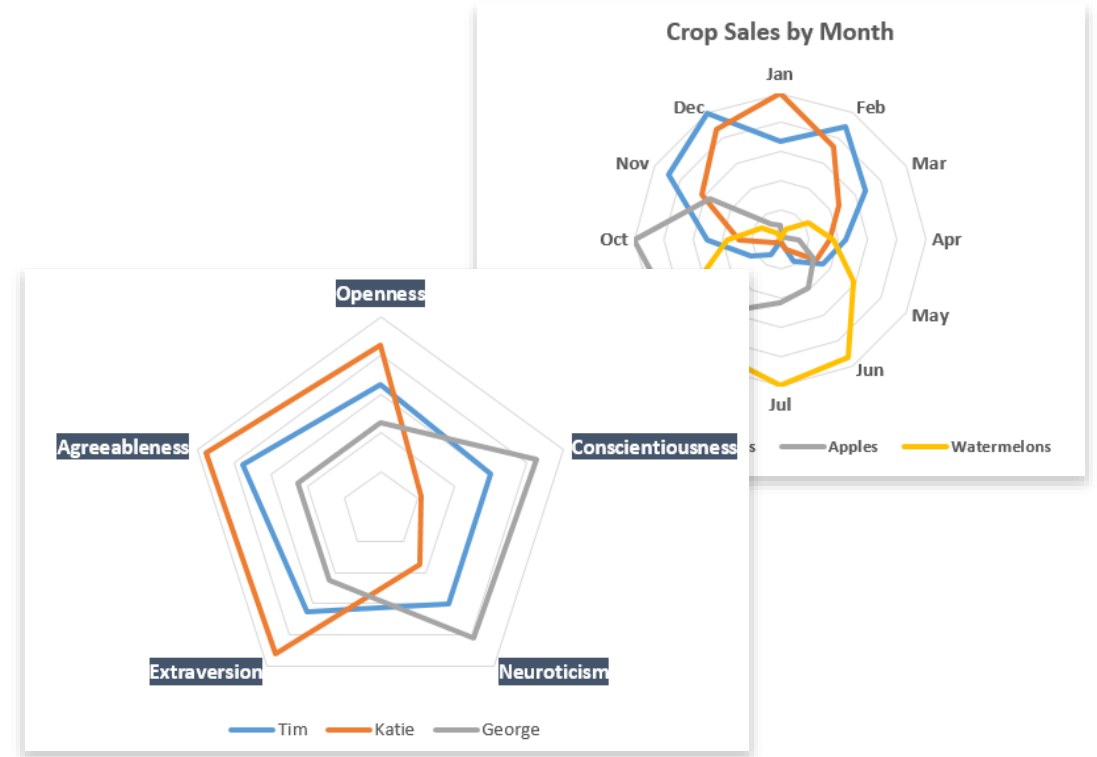 Crop Sales by Month
Jan
Dec
Feb
Nov
Mar
Oct
Apr
May
Jun
Jul
s
Apples
Watermelons
Openness
Agreeableness
Conscientiousness
Extraversion
Neuroticism
Tim
Katie
George